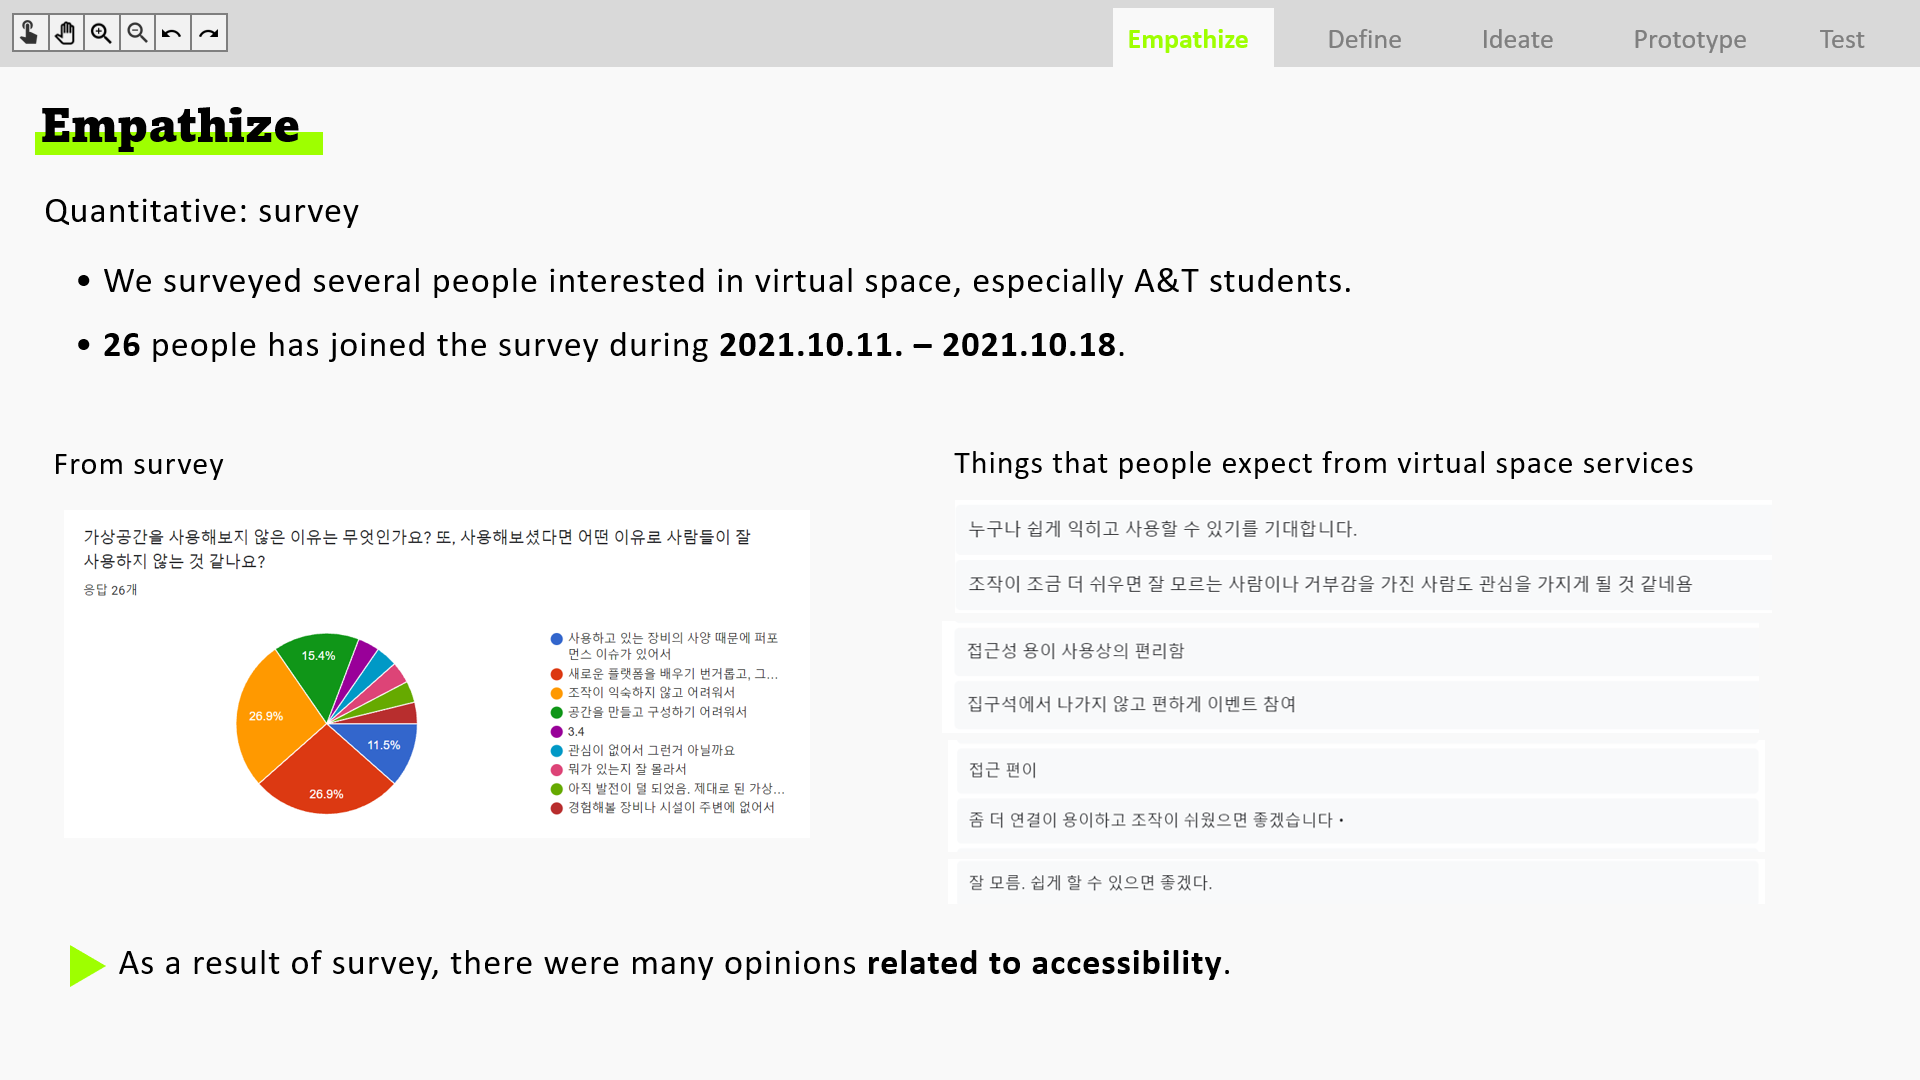 Empathize
Define
Ideate
Prototype
Test
Empathize
Quantitative: survey
• We surveyed several people interested in virtual space, especially A&T students.
• 26 people has joined the survey during 2021.10.11. – 2021.10.18.
From survey
가상공간을 사용해보지 않은 이유는 무엇인가요? 또, 사용해보셨다면 어떤 이유로 사람들이 잘
사용하지 않는 것 같나요?
응답 26개
15.4%
26.9%
11.5%
26.9%
사용하고 있는 장비의 사양 때문에 퍼포
먼스 이슈가 있어서
새로운 플랫폼을 배우기 번거롭고, 그...
조작이 익숙하지 않고 어려워서
공간을 만들고 구성하기 어려워서
3.4
관심이 없어서 그런거 아닐까요
뭐가 있는지 잘 몰라서
아직 발전이 덜 되었음. 제대로 된 가상...
경험해볼 장비나 시설이 주변에 없어서
Things that people expect from virtual space services
누구나 쉽게 익히고 사용할 수 있기를 기대합니다.
조작이 조금 더 쉬우면 잘 모르는 사람이나 거부감을 가진 사람도 관심을 가지게 될 것 같네욤
접근성 용이 사용상의 편리함
집구석에서 나가지 않고 편하게 이벤트 참여
접근 편이
좀 더 연결이 용이하고 조작이 쉬웠으면 좋겠습니다・
잘 모름. 쉽게 할 수 있으면 좋겠다.
As a result of survey, there were many opinions related to accessibility.